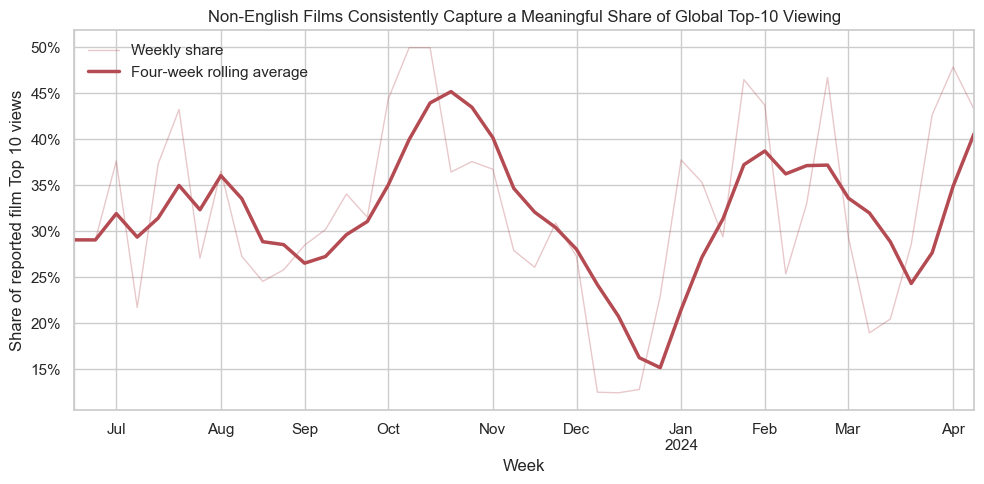 Non-English Films Consistently Capture a Meaningful Share of Global Top-10 Viewing
Weekly share
Four-week rolling average
Share of reported film Top 10 views
50%
45%
40%
35%
30%
25%
20%
15%
Jul Aug Sep Oct Nov Dec Jan Feb Mar Apr
2024
Week